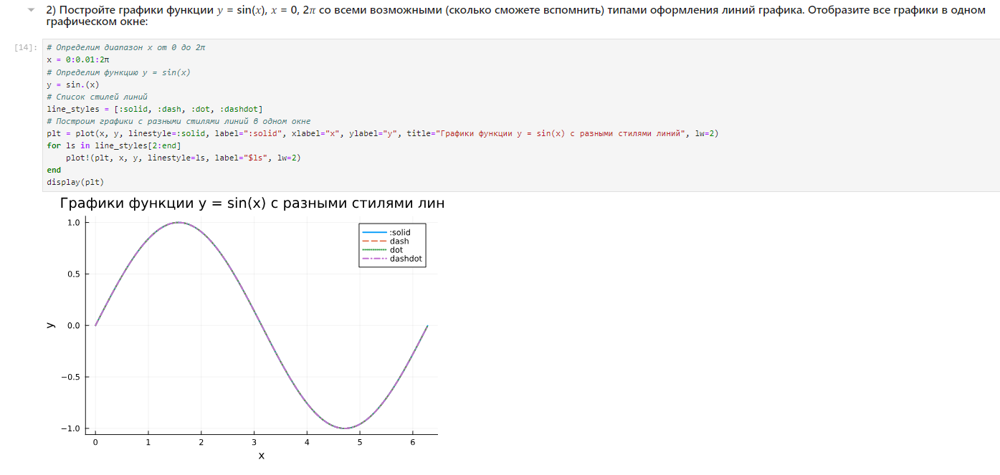 2) Постройте графики функции y = sin(x), x = 0, 2π со всеми возможными (сколько сможете вспомнить) типами оформления линий графика. Отобразите все графики в одном
графическом окне:
[14]:
# Определим диапазон x от 0 до 2π
x = 0:0.01:2π
# Определим функцию y = sin(x)
y = sin.(x)
# Список стилей линий
line_styles = [:solid, :dash, :dot, :dashdot]
# Построим графики с разными стилями линий в одном окне
plt = plot(x, y, linestyle=:solid, label=":solid", xlabel="x", ylabel="y", title="Графики функции y = sin(x) с разными стилями линий", lw=2)
for ls in line_styles[2:end]
    plot!(plt, x, y, linestyle=ls, label="$ls", lw=2)
end
display(plt)
Графики функции y = sin(x) с разными стилями лин
1.0
0.5
0.0
−0.5
−1.0
y
:solid
dash
dot
dashdot
0 1 2 3 4 5 6
x